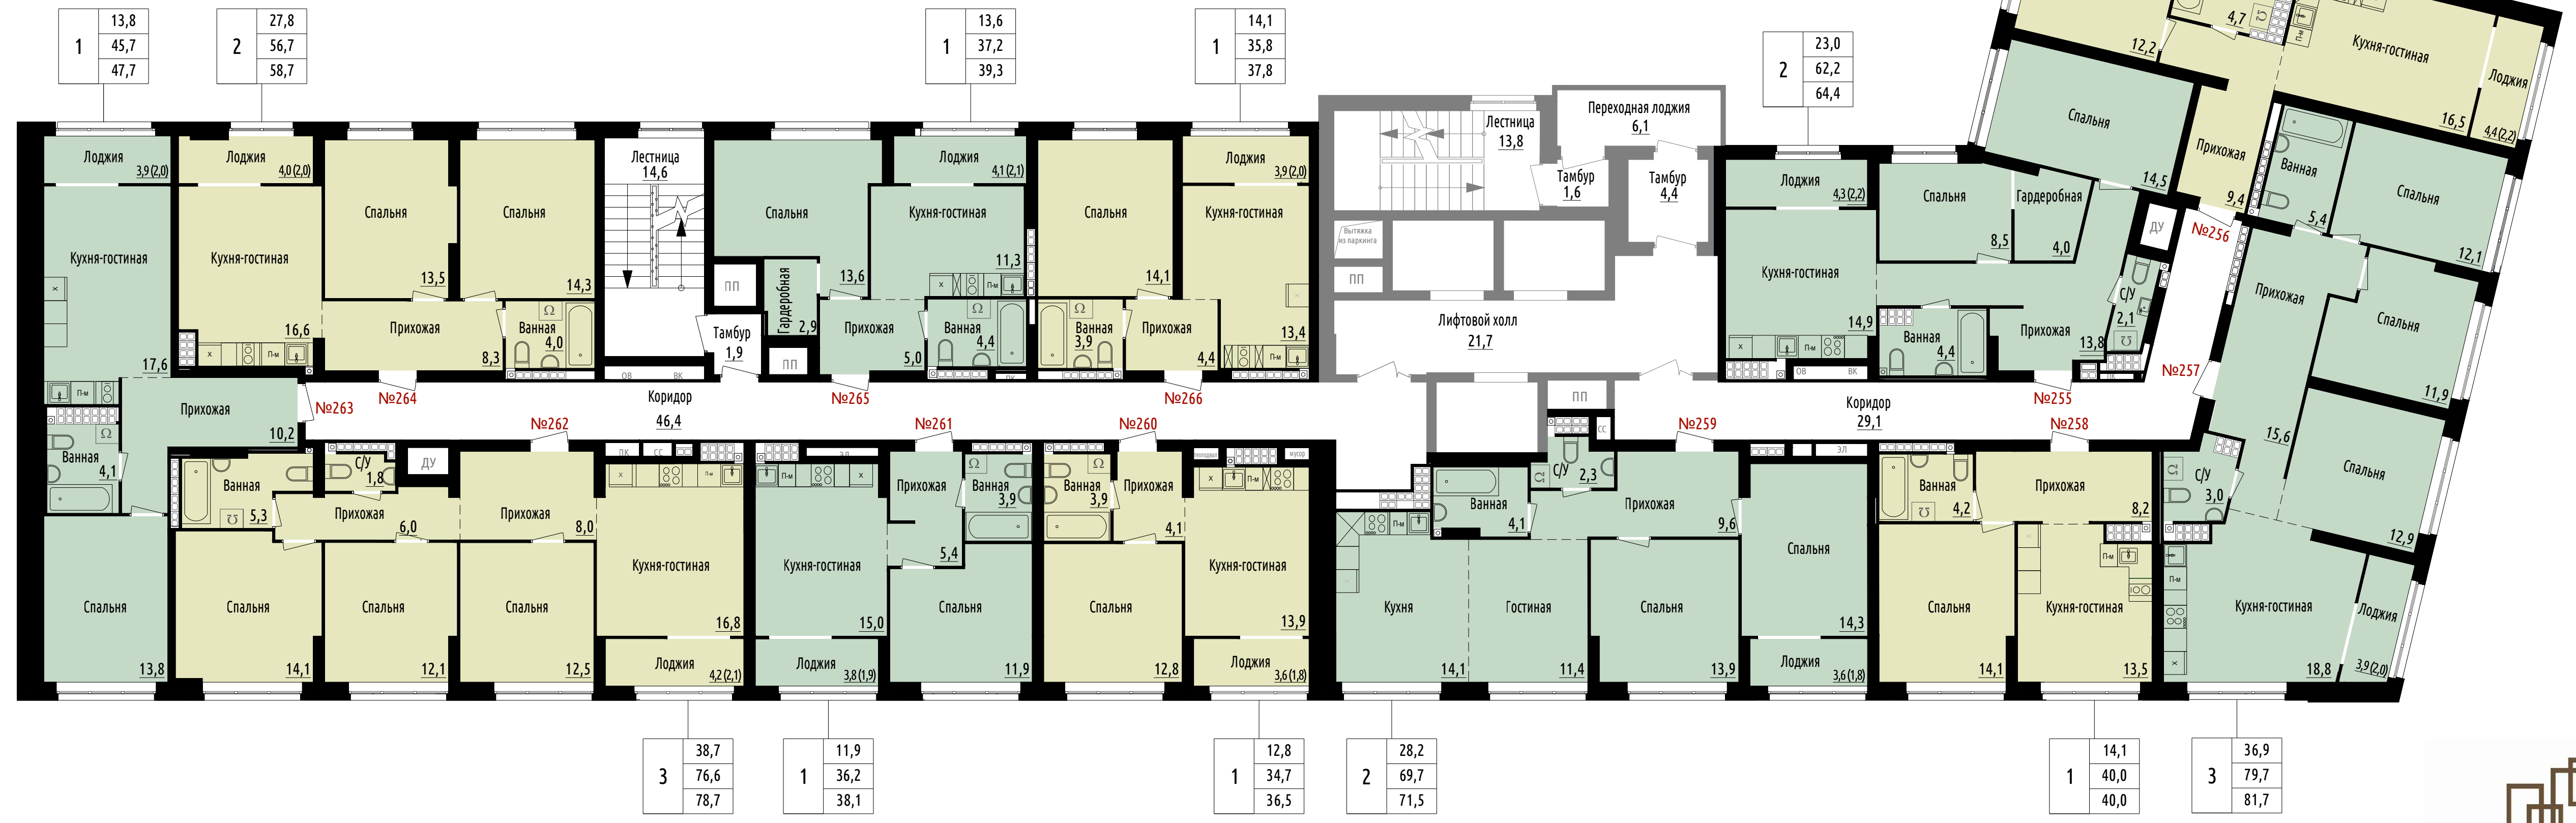 1
13,8
45,7
47,7
2
27,8
56,7
58,7
1
13,6
37,2
39,3
1
14,1
35,8
37,8
2
23,0
62,2
64,4
12,2
4,7
П-м
Кухня-гостиная
16,5
Лоджия
4,4 (2,2)
Прихожая
9,4
№256
Лоджия
3,9 (2,0)
Кухня-гостиная
X
17,6
П-м
Прихожая
10,2
№263
Ванная
4,1
Спальня
13,8
Лоджия
4,0 (2,0)
Кухня-гостиная
16,6
X
П-м
Спальня
13,5
Спальня
14,3
Прихожая
8,3
Ванная
4,0
№264
Лестница
14,6
ПП
Тамбур
1,9
ПП
ОВ
ВК
Спальня
13,6
Гардеробная
2,9
Лоджия
4,1 (2,1)
Кухня-гостиная
11,3
X
П-м
Прихожая
5,0
Ванная
4,4
ПК
№265
Спальня
14,1
Лоджия
3,9 (2,0)
Кухня-гостиная
X
13,4
П-м
Ванная
3,9
Прихожая
4,4
№266
Коридор
46,4
Лестница
13,8
Переходная лоджия
6,1
Тамбур
1,6
Тамбур
4,4
Вытяжка
из паркинга
ПП
Лифтовой холл
21,7
ПП
СС
Лоджия
4,3 (2,2)
Кухня-гостиная
14,9
X
П-м
Спальня
8,5
Гардеробная
4,0
Спальня
14,5
ДУ
С/У
2,1
Ванная
4,4
Прихожая
13,8
ОВ
ВК
ПК
№255
Коридор
29,1
№257
Ванная
5,4
Спальня
12,1
Прихожая
15,6
Спальня
11,9
Спальня
12,9
С/У
3,0
П-м
X
Кухня-гостиная
18,8
Лоджия
3,9 (2,0)
№262
Ванная
5,3
С/У
1,8
ДУ
Прихожая
6,0
Прихожая
8,0
ПК
СС
X
П-м
Спальня
14,1
Спальня
12,1
Спальня
12,5
Кухня-гостиная
16,8
Лоджия
4,2 (2,1)
№261
ЭЛ
П-м
X
Кухня-гостиная
15,0
Лоджия
3,8 (1,9)
Прихожая
5,4
Ванная
3,9
Спальня
11,9
№260
мусор
Ванная
3,9
Прихожая
4,1
X
П-м
Спальня
12,8
Кухня-гостиная
13,9
Лоджия
3,6 (1,8)
№259
П-м
X
Ванная
4,1
С/У
2,3
Прихожая
9,6
Кухня
14,1
Гостиная
11,4
Спальня
13,9
Спальня
14,3
Лоджия
3,6 (1,8)
ЭЛ
№258
Ванная
4,2
Прихожая
8,2
П-м
Спальня
14,1
Кухня-гостиная
13,5
3
38,7
76,6
78,7
1
11,9
36,2
38,1
1
12,8
34,7
36,5
2
28,2
69,7
71,5
1
14,1
40,0
40,0
3
36,9
79,7
81,7